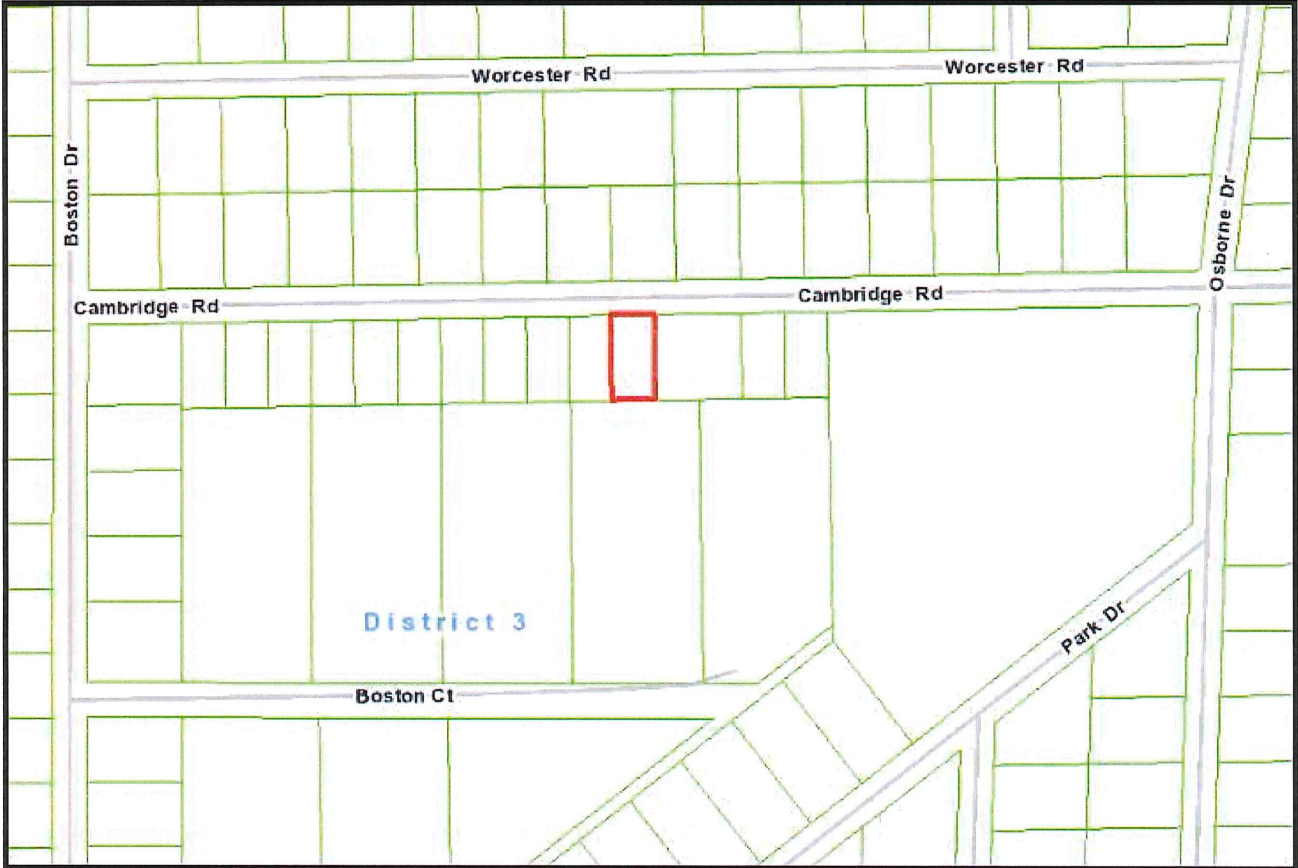 Worcester Rd
Worcester Rd
Boston Dr
Osborne Dr
Cambridge Rd
Cambridge Rd
District 3
Park Dr
Boston Ct